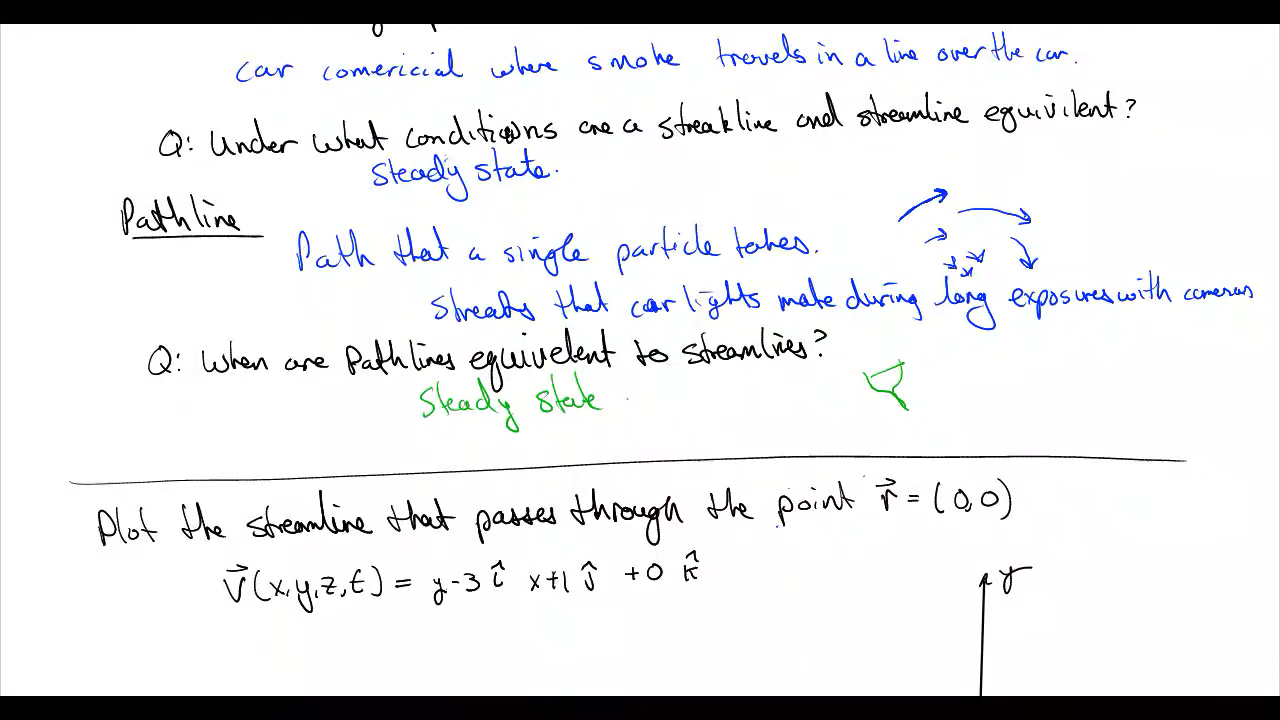 car comericial where smoke travels in a line over the car.
Q: Under what conditions are a streakline and streamline equivilent?
Steady state.
Pathline
Path that a single particle takes.
streaks that car lights make during long exposures with cameras
Q: When are Pathlines equivelent to streamlines?
Steady state
Plot the streamline that passes through the point r⃗ = (0,0)
V⃗(x,y,z,t) = y-3 î x+1 ĵ +0 k̂
y